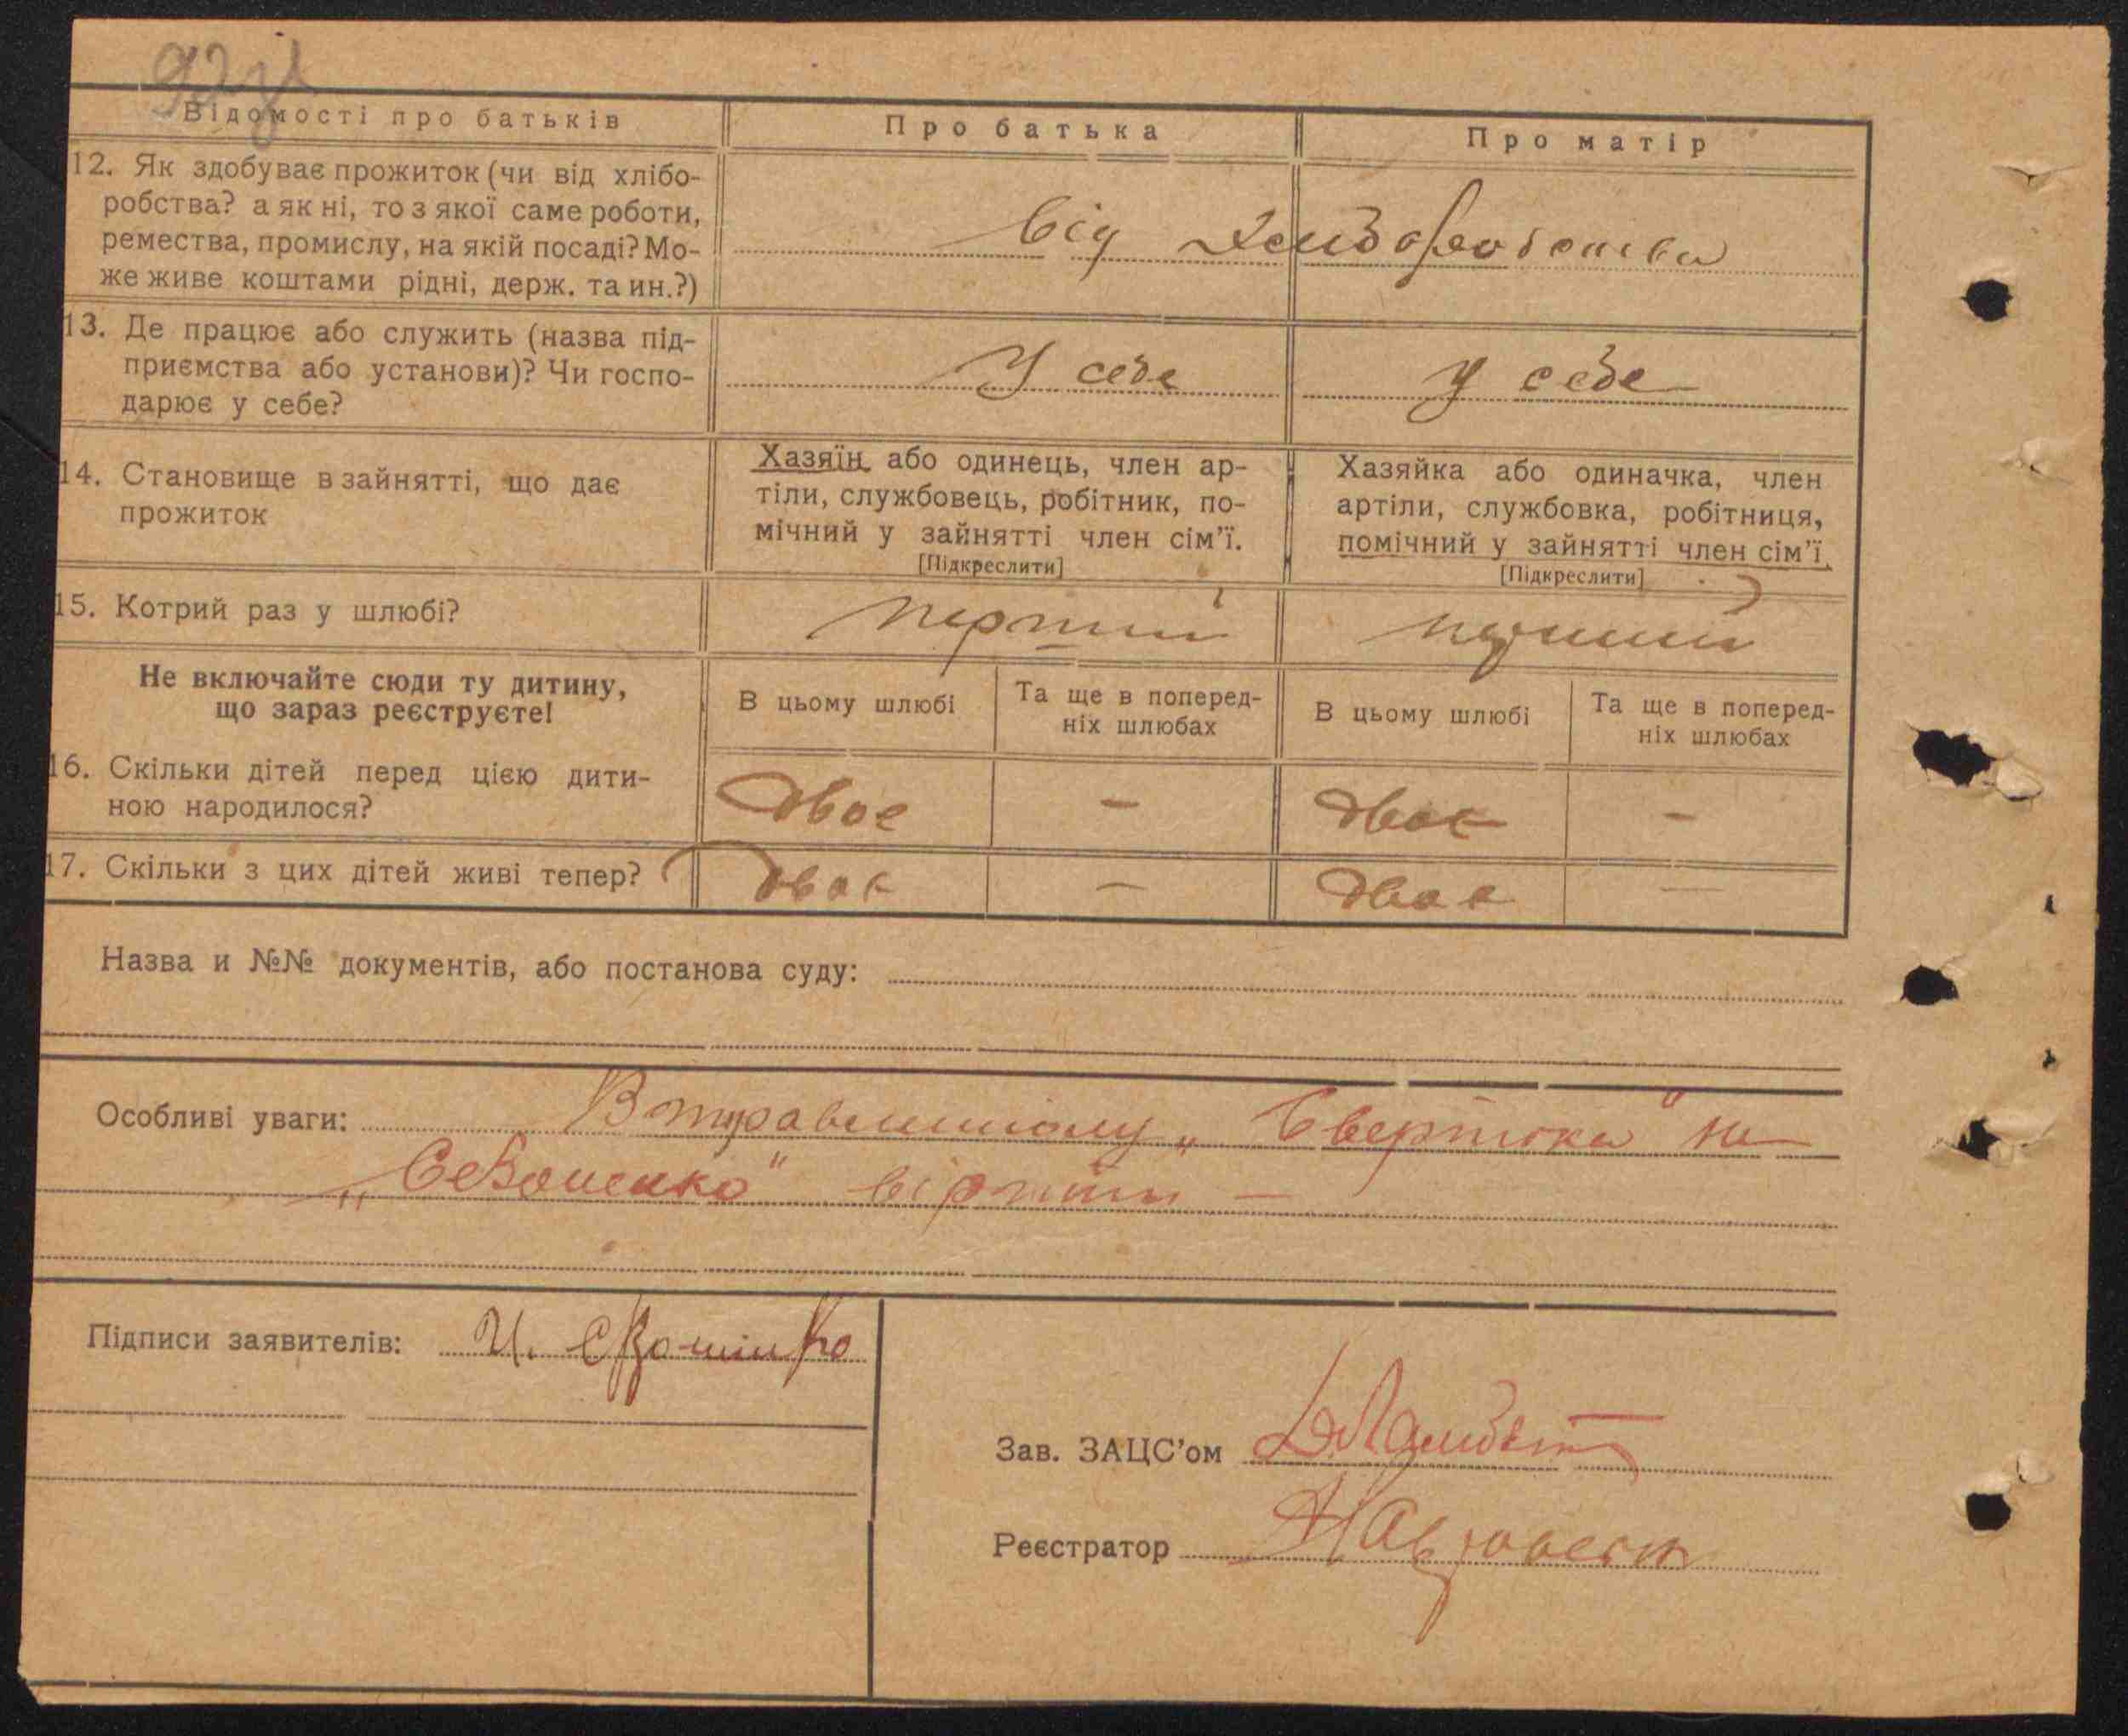 92
Відомості про батьків
Про батька
Про матір
12. Як здобуває прожиток (чи від хлібо-
робства? а як ні, то з якої саме роботи,
ремества, промислу, на якій посаді? Мо-
же живе коштами рідні, держ. та ин.?)
від хліборобства
13. Де працює або служить (назва під-
приємства або установи)? Чи госпо-
дарює у себе?
У себе
У себе
14. Становище в зайнятті, що дає
прожиток
Хазяїн або одинець, член ар-
тіли, службовець, робітник, по-
мічний у зайнятті член сім'ї.
[Підкреслити]
Хазяйка або одиначка, член
артіли, службовка, робітниця,
помічний у зайнятті член сім'ї.
[Підкреслити]
15. Котрий раз у шлюбі?
перший
перший
Не включайте сюди ту дитину,
що зараз реєструєте!
В цьому шлюбі
Та ще в поперед-
ніх шлюбах
В цьому шлюбі
Та ще в поперед-
ніх шлюбах
16. Скільки дітей перед цією дити-
ною народилося?
двоє
—
двоє
—
17. Скільки з цих дітей живі тепер?
двоє
—
двоє
—
Назва и №№ документів, або постанова суду:
Особливі уваги: Виправленному на
вірити —
Підписи заявителів: И.
Зав. ЗАЦС'ом
Реєстратор